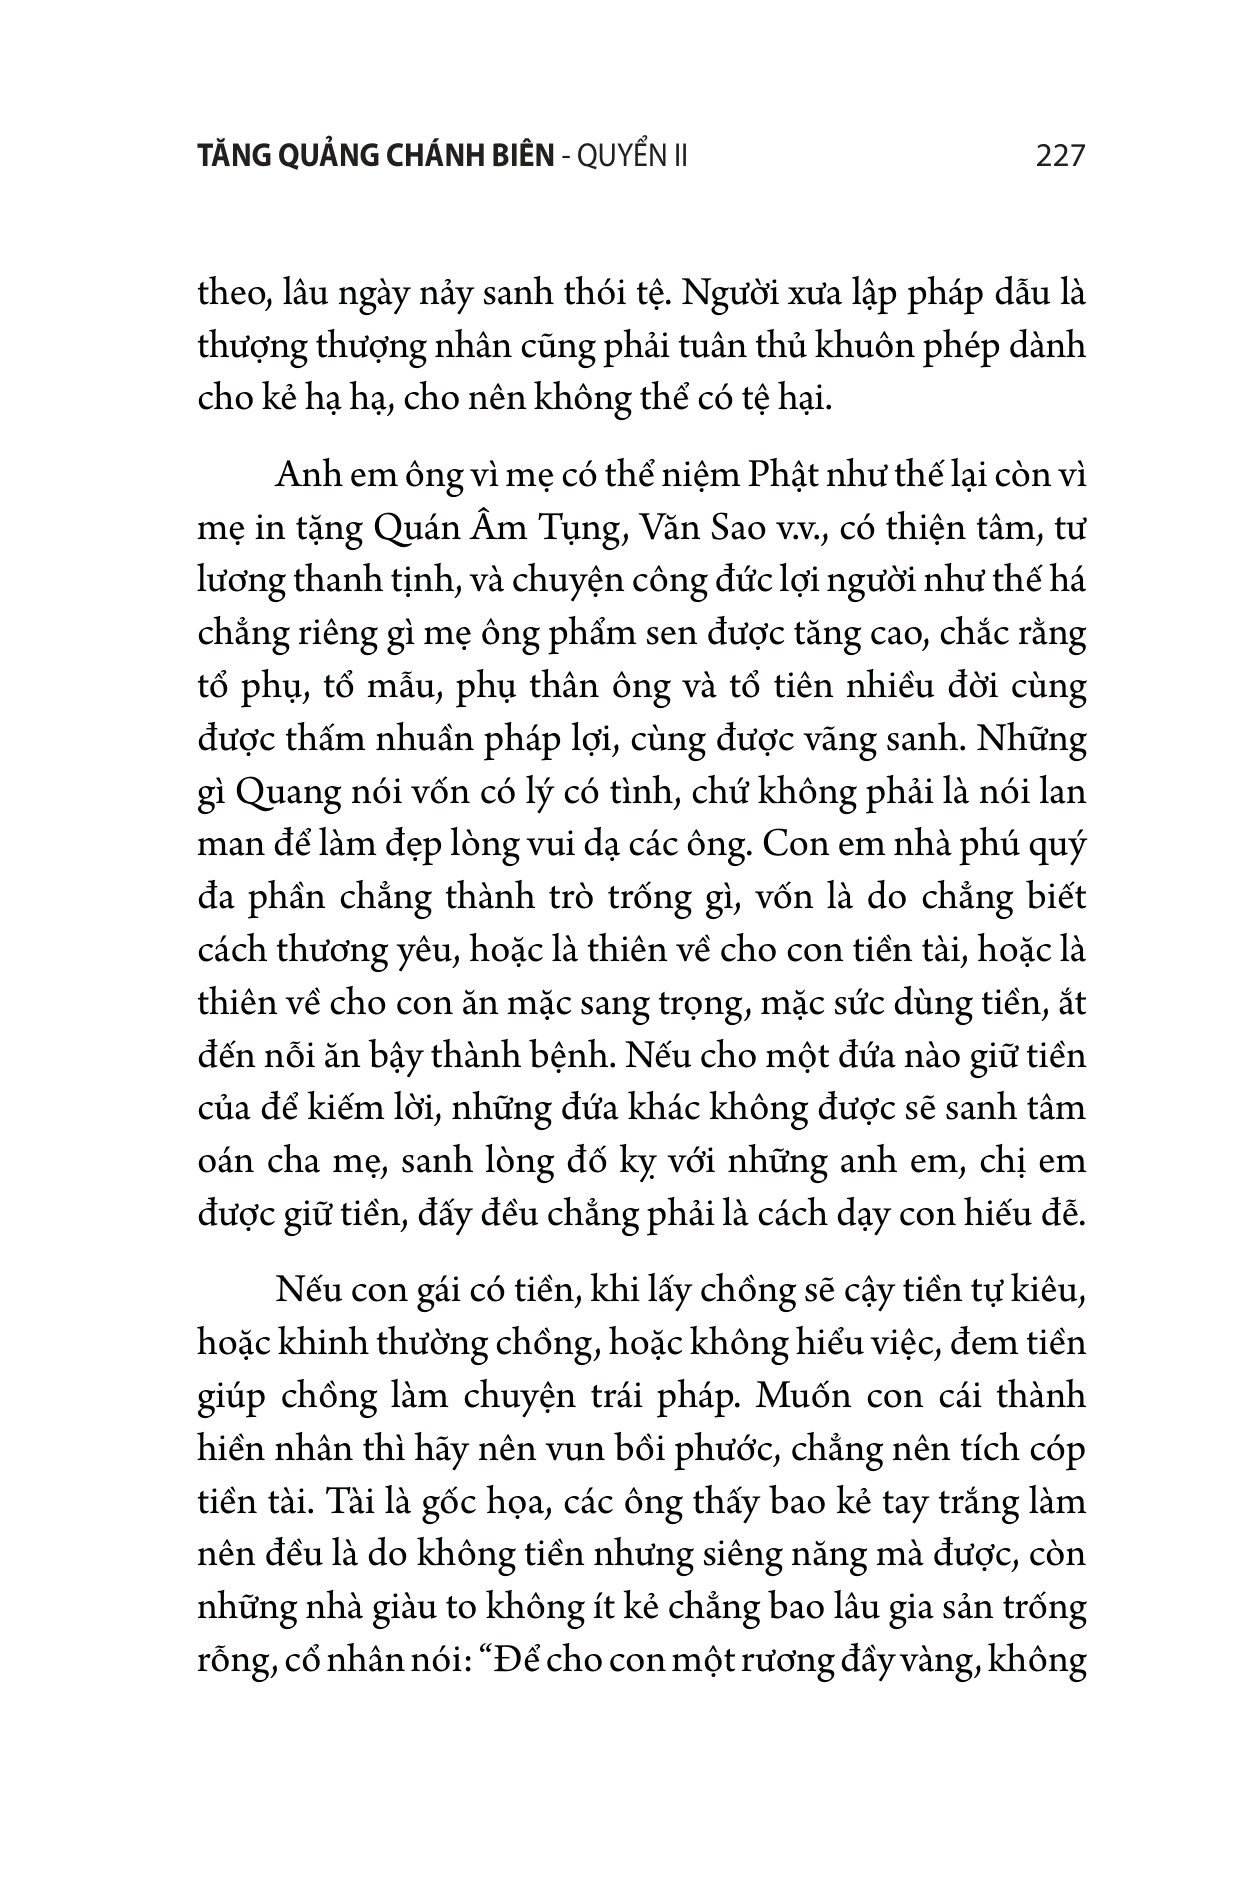 TĂNG QUẢNG CHÁNH BIÊN - QUYỂN II 227
theo, lâu ngày nảy sanh thói tệ. Người xưa lập pháp dẫu là
thượng thượng nhân cũng phải tuân thủ khuôn phép dành
cho kẻ hạ hạ, cho nên không thể có tệ hại.
Anh em ông vì mẹ có thể niệm Phật như thế lại còn vì
mẹ in tặng Quán Âm Tụng, Văn Sao v.v., có thiện tâm, tư
lương thanh tịnh, và chuyện công đức lợi người như thế há
chẳng riêng gì mẹ ông phẩm sen được tăng cao, chắc rằng
tổ phụ, tổ mẫu, phụ thân ông và tổ tiên nhiều đời cùng
được thấm nhuần pháp lợi, cùng được vãng sanh. Những
gì Quang nói vốn có lý có tình, chứ không phải là nói lan
man để làm đẹp lòng vui dạ các ông. Con em nhà phú quý
đa phần chẳng thành trò trống gì, vốn là do chẳng biết
cách thương yêu, hoặc là thiên về cho con tiền tài, hoặc là
thiên về cho con ăn mặc sang trọng, mặc sức dùng tiền, ắt
đến nỗi ăn bậy thành bệnh. Nếu cho một đứa nào giữ tiền
của để kiếm lời, những đứa khác không được sẽ sanh tâm
oán cha mẹ, sanh lòng đố kỵ với những anh em, chị em
được giữ tiền, đấy đều chẳng phải là cách dạy con hiếu đễ.
Nếu con gái có tiền, khi lấy chồng sẽ cậy tiền tự kiêu,
hoặc khinh thường chồng, hoặc không hiểu việc, đem tiền
giúp chồng làm chuyện trái pháp. Muốn con cái thành
hiền nhân thì hãy nên vun bồi phước, chẳng nên tích cóp
tiền tài. Tài là gốc họa, các ông thấy bao kẻ tay trắng làm
nên đều là do không tiền nhưng siêng năng mà được, còn
những nhà giàu to không ít kẻ chẳng bao lâu gia sản trống
rỗng, cổ nhân nói: “Để cho con một rương đầy vàng, không